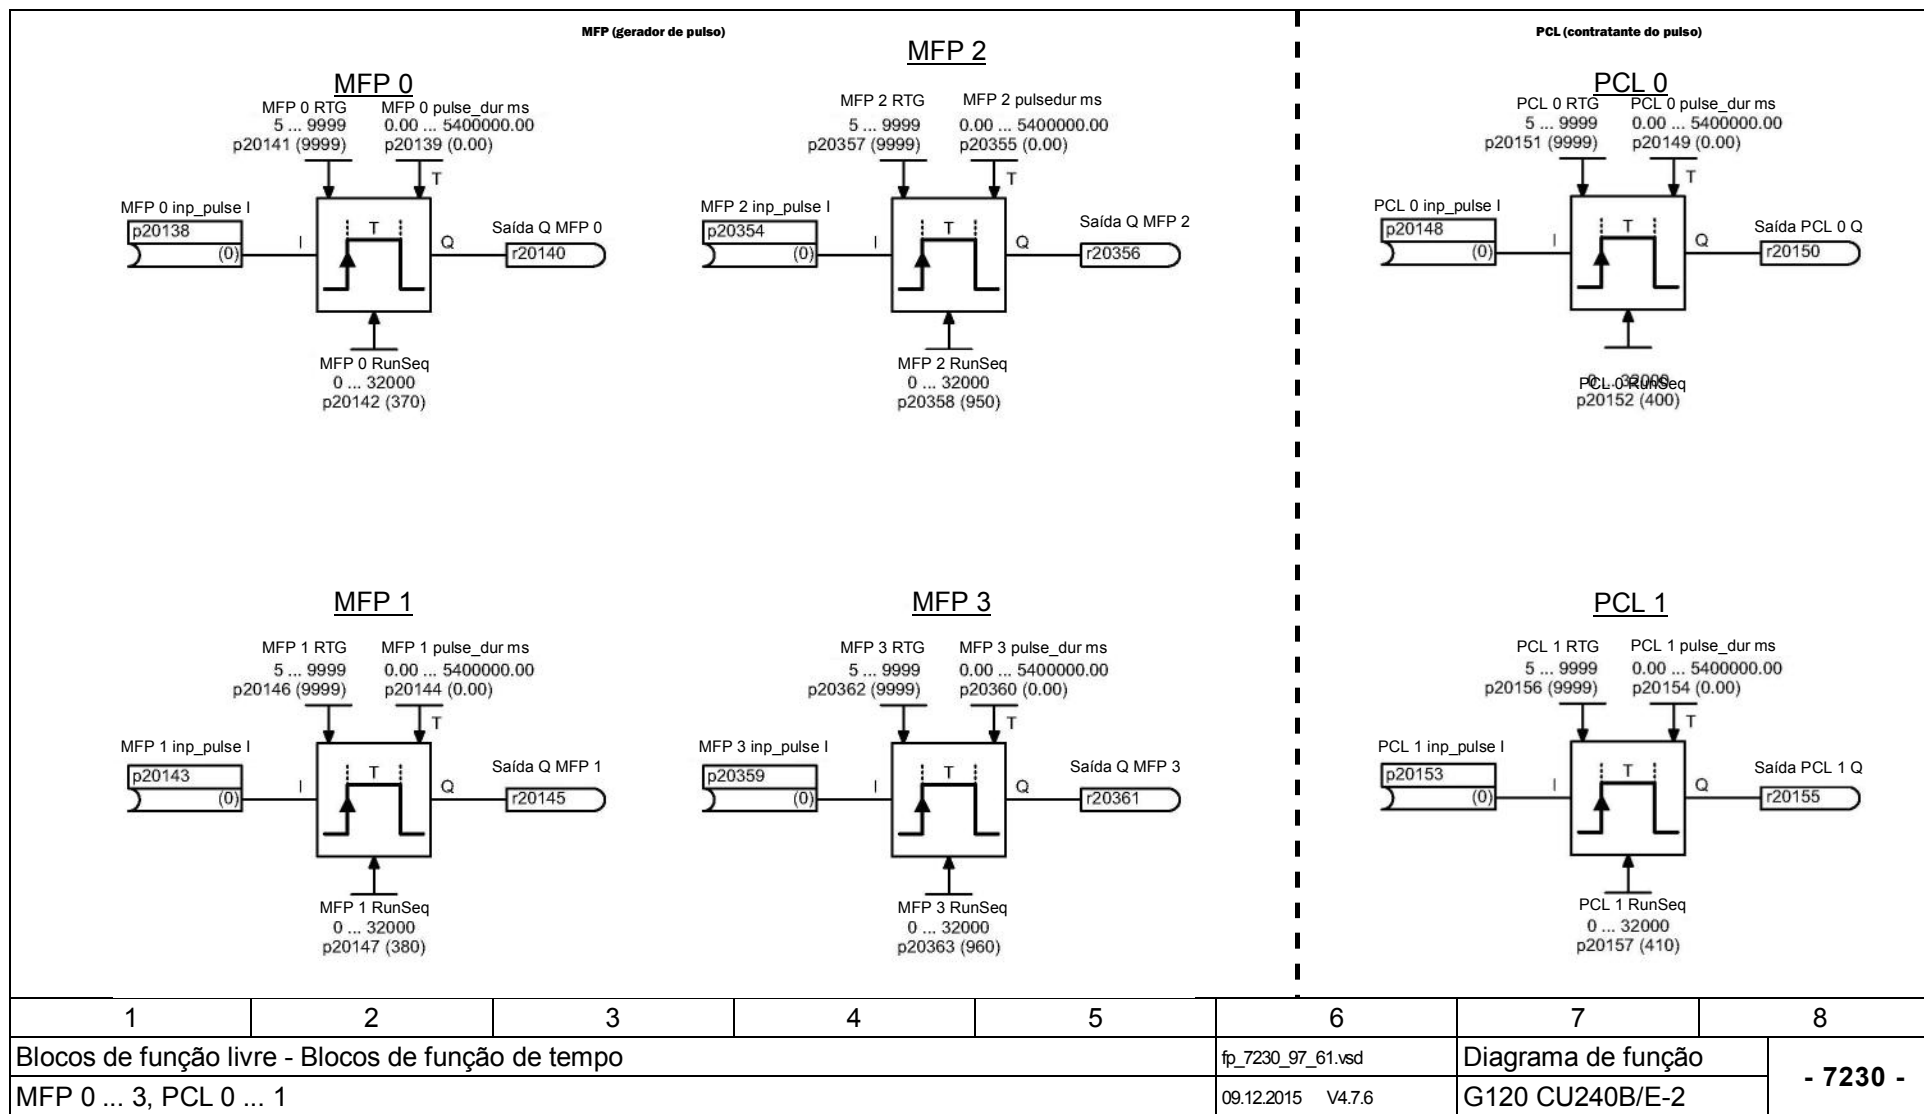 MFP (gerador de pulso)
PCL (contratante do pulso)
MFP 0
MFP 0 RTG
5 ... 9999
p20141 (9999)
MFP 0 pulse_dur ms
0.00 ... 5400000.00
p20139 (0.00)
T
MFP 0 inp_pulse I
p20138
(0)
I
T
Q
Saída Q MFP 0
r20140
MFP 0 RunSeq
0 ... 32000
p20142 (370)
MFP 2
MFP 2 RTG
5 ... 9999
p20357 (9999)
MFP 2 pulsedur ms
0.00 ... 5400000.00
p20355 (0.00)
T
MFP 2 inp_pulse I
p20354
(0)
I
T
Q
Saída Q MFP 2
r20356
MFP 2 RunSeq
0 ... 32000
p20358 (950)
PCL 0
PCL 0 RTG
5 ... 9999
p20151 (9999)
PCL 0 pulse_dur ms
0.00 ... 5400000.00
p20149 (0.00)
T
PCL 0 inp_pulse I
p20148
(0)
I
T
Q
Saída PCL 0 Q
r20150
PCL 0 RunSeq
0 ... 32000
p20152 (400)
MFP 1
MFP 1 RTG
5 ... 9999
p20146 (9999)
MFP 1 pulse_dur ms
0.00 ... 5400000.00
p20144 (0.00)
T
MFP 1 inp_pulse I
p20143
(0)
I
T
Q
Saída Q MFP 1
r20145
MFP 1 RunSeq
0 ... 32000
p20147 (380)
MFP 3
MFP 3 RTG
5 ... 9999
p20362 (9999)
MFP 3 pulse_dur ms
0.00 ... 5400000.00
p20360 (0.00)
T
MFP 3 inp_pulse I
p20359
(0)
I
T
Q
Saída Q MFP 3
r20361
MFP 3 RunSeq
0 ... 32000
p20363 (960)
PCL 1
PCL 1 RTG
5 ... 9999
p20156 (9999)
PCL 1 pulse_dur ms
0.00 ... 5400000.00
p20154 (0.00)
T
PCL 1 inp_pulse I
p20153
(0)
I
T
Q
Saída PCL 1 Q
r20155
PCL 1 RunSeq
0 ... 32000
p20157 (410)
1 2 3 4 5 6 7 8
Blocos de função livre - Blocos de função de tempo
fp_7230_97_61.vsd
Diagrama de função
- 7230 -
MFP 0 ... 3, PCL 0 ... 1
09.12.2015 V4.7.6
G120 CU240B/E-2